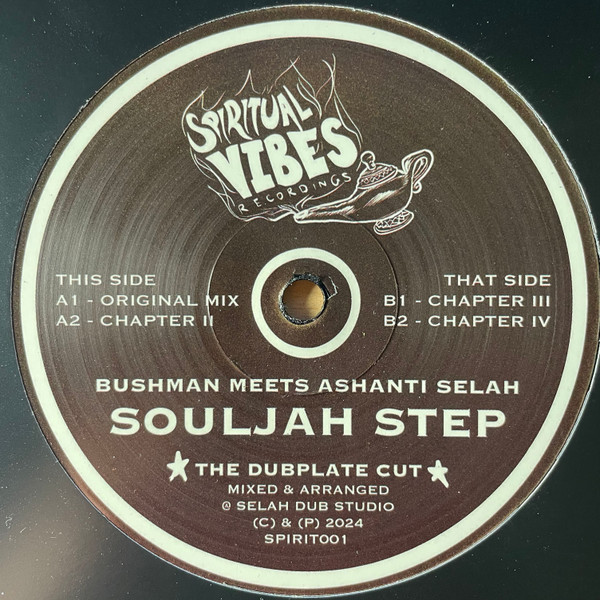 SPIRITUAL
VIBES
RECORDINGS
THIS SIDE
A1 - ORIGINAL MIX
A2 - CHAPTER II
THAT SIDE
B1 - CHAPTER III
B2 - CHAPTER IV
BUSHMAN MEETS ASHANTI SELAH
SOULJAH STEP
THE DUBPLATE CUT
MIXED & ARRANGED
@ SELAH DUB STUDIO
(C) & (P) 2024
SPIRIT001